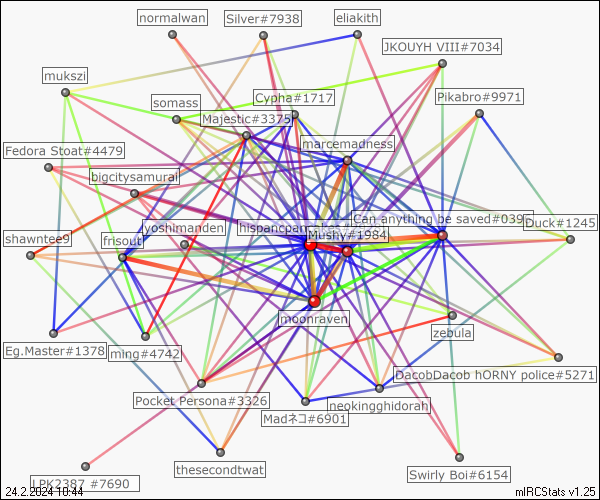 normalwan
Silver#7938
eliakith
JKOUYH VIII#7034
mukszi
somass
Cypha#1717
Pikabro#9971
Majestic#3375
marcemadness
Fedora Stoat#4479
bigcitysamurai
yoshimanden
hispancpan
Mushy#1984
Can anything be saved#039
Duck#1245
shawntee9
frisout
moonraven
zebula
Eg.Master#1378
ming#4742
DacobDacob hORNY police#5271
Pocket Persona#3326
Madネコ#6901
neokingghidorah
thesecondtwat
Swirly Boi#6154
LPK2387 #7690
24.2.2024 10:44
mIRCStats v1.25